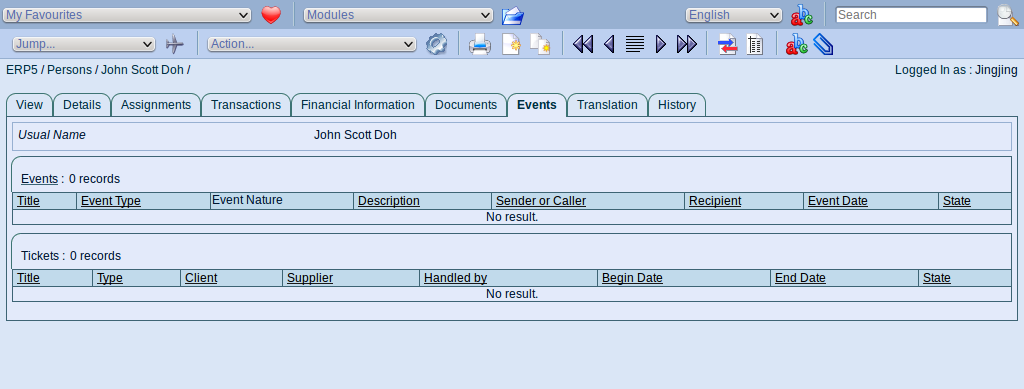 My Favourites Modules English Search
Jump... Action...
ERP5 / Persons / John Scott Doh / Logged In as : Jingjing
View Details Assignments Transactions Financial Information Documents Events Translation History
Usual Name John Scott Doh
Events : 0 records
Title Event Type Event Nature Description Sender or Caller Recipient Event Date State
No result.
Tickets : 0 records
Title Type Client Supplier Handled by Begin Date End Date State
No result.